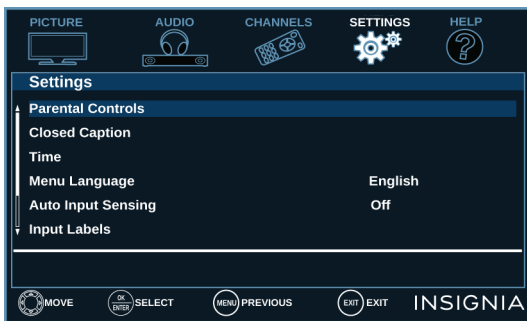 PICTURE AUDIO CHANNELS SETTINGS HELP
?
Settings
Parental Controls
Closed Caption
Time
Menu Language English
Auto Input Sensing Off
Input Labels
OK
ENTER
MOVE SELECT MENU PREVIOUS EXIT EXIT INSIGNIA